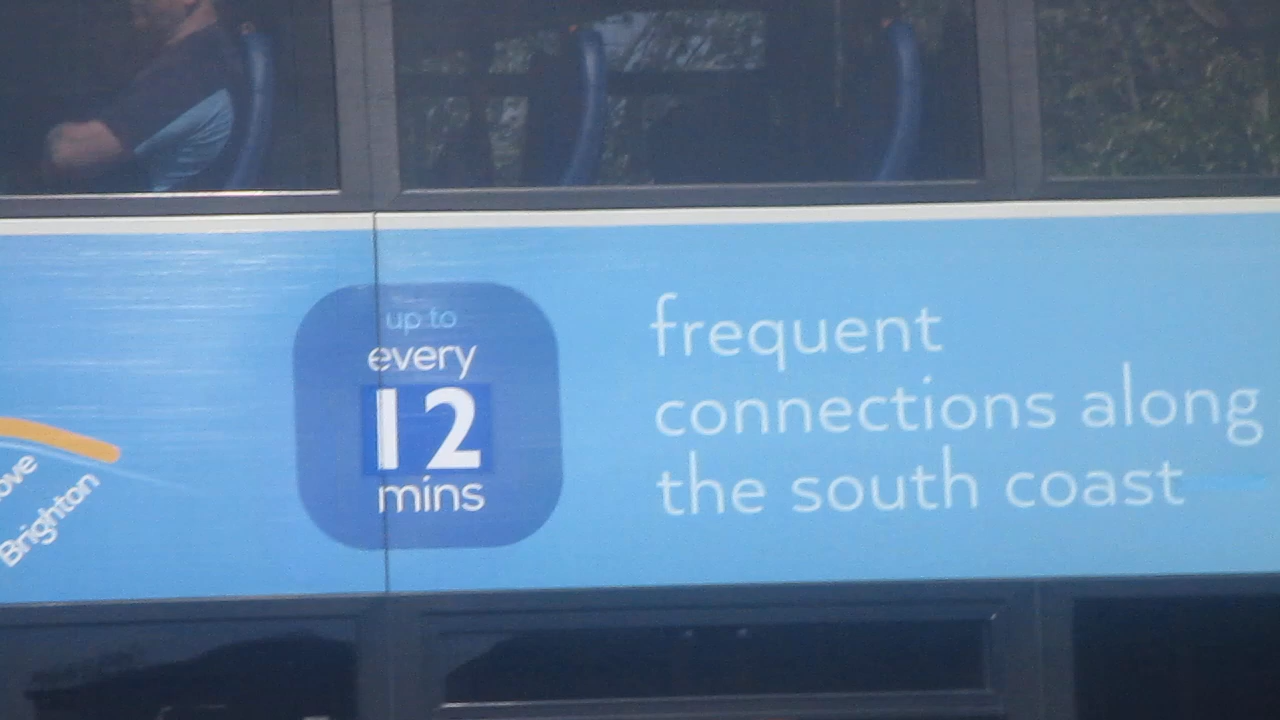 Brighton
up to
every
12
mins
frequent
connections along
the south coast